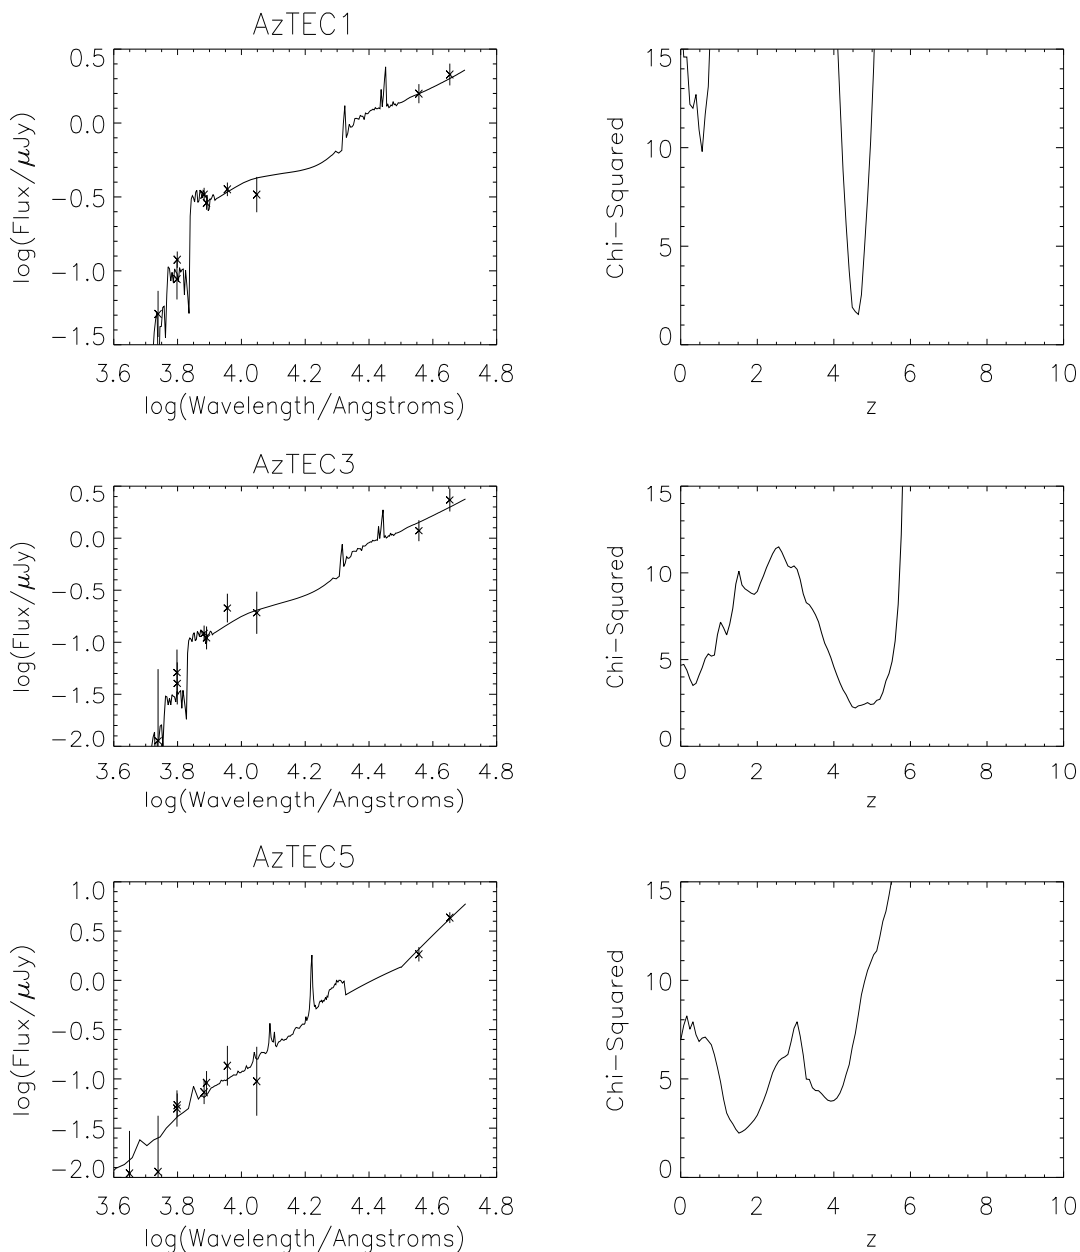 AzTEC1
log(Flux/μJy)
0.5
0.0
−0.5
−1.0
−1.5
3.6 3.8 4.0 4.2 4.4 4.6 4.8
log(Wavelength/Angstroms)
Chi−Squared
15
10
5
0
0 2 4 6 8 10
z
AzTEC3
log(Flux/μJy)
0.5
0.0
−0.5
−1.0
−1.5
−2.0
3.6 3.8 4.0 4.2 4.4 4.6 4.8
log(Wavelength/Angstroms)
Chi−Squared
15
10
5
0
0 2 4 6 8 10
z
AzTEC5
log(Flux/μJy)
1.0
0.5
0.0
−0.5
−1.0
−1.5
−2.0
3.6 3.8 4.0 4.2 4.4 4.6 4.8
log(Wavelength/Angstroms)
Chi−Squared
15
10
5
0
0 2 4 6 8 10
z